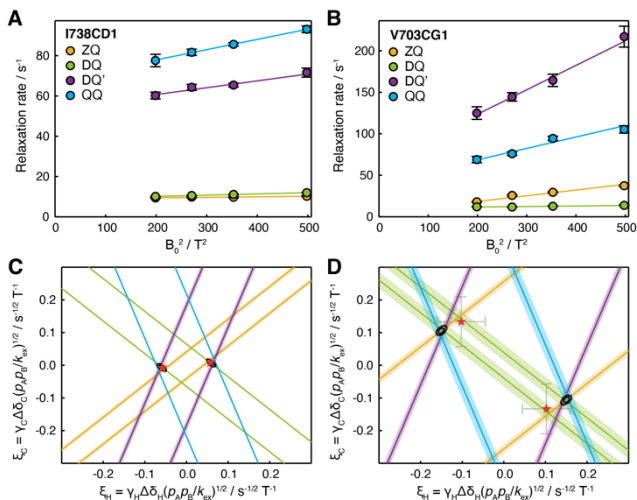 A
I738CD1
ZQ
DQ
DQ'
QQ
Relaxation rate / s⁻¹
100
80
60
40
20
0
0 100 200 300 400 500
B₀² / T²
B
V703CG1
ZQ
DQ
DQ'
QQ
Relaxation rate / s⁻¹
200
150
100
50
0
0 100 200 300 400 500
B₀² / T²
C
ξC = γCΔδC(pApB/kex)^1/2 / s^-1/2 T⁻¹
0.2
0.1
0.0
-0.1
-0.2
-0.2 -0.1 0.0 0.1 0.2
ξH = γHΔδH(pApB/kex)^1/2 / s^-1/2 T⁻¹
D
ξC = γCΔδC(pApB/kex)^1/2 / s^-1/2 T⁻¹
0.2
0.1
0.0
-0.1
-0.2
-0.2 -0.1 0.0 0.1 0.2
ξH = γHΔδH(pApB/kex)^1/2 / s^-1/2 T⁻¹